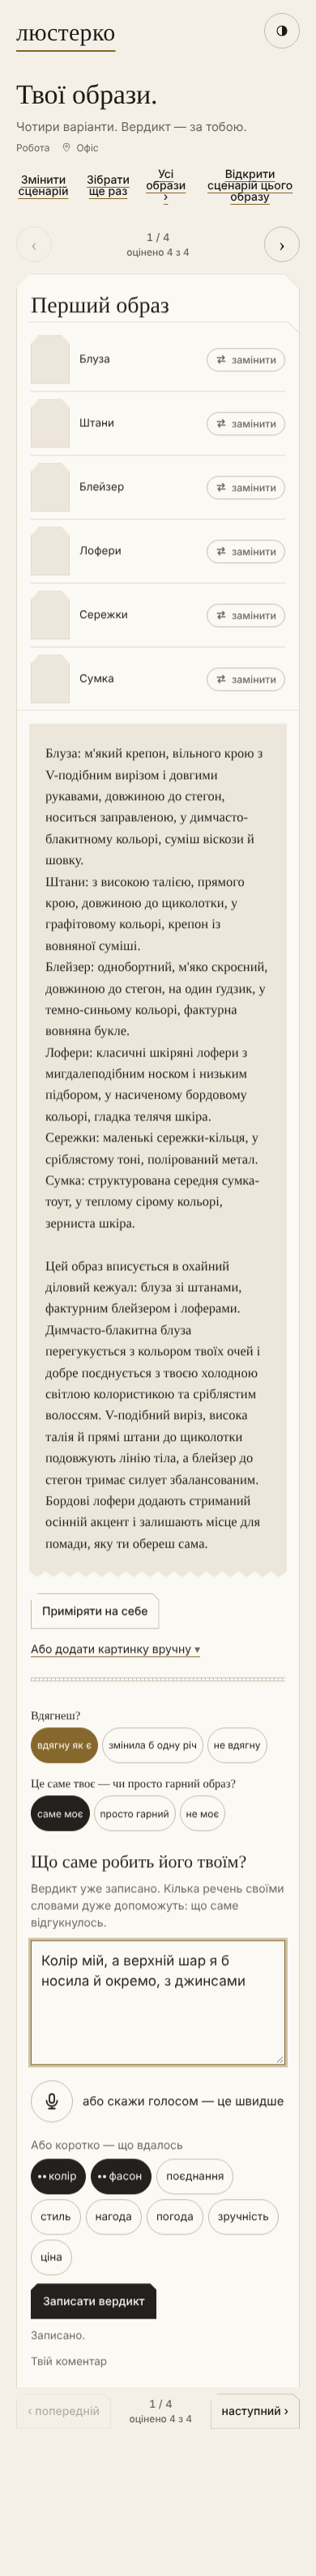 люстерко
Твої образи.
Чотири варіанти. Вердикт — за тобою.
Робота Офіс
Змінити сценарій
Зібрати ще раз
Усі образи ›
Відкрити сценарій цього образу
‹
1 / 4
оцінено 4 з 4
›
Перший образ
Блуза замінити
Штани замінити
Блейзер замінити
Лофери замінити
Сережки замінити
Сумка замінити
Блуза: м'який крепон, вільного крою з
V-подібним вирізом і довгими
рукавами, довжиною до стегон,
носиться заправленою, у димчасто-
блакитному кольорі, суміш віскози й
шовку.
Штани: з високою талією, прямого
крою, довжиною до щиколотки, у
графітовому кольорі, крепон із
вовняної суміші.
Блейзер: однобортний, м'яко скроєний,
довжиною до стегон, на один ґудзик, у
темно-синьому кольорі, фактурна
вовняна букле.
Лофери: класичні шкіряні лофери з
мигдалеподібним носком і низьким
підбором, у насиченому бордовому
кольорі, гладка теляча шкіра.
Сережки: маленькі сережки-кільця, у
сріблястому тоні, полірований метал.
Сумка: структурована середня сумка-
тоут, у теплому сірому кольорі,
зерниста шкіра.
Цей образ вписується в охайний
діловий кежуал: блуза зі штанами,
фактурним блейзером і лоферами.
Димчасто-блакитна блуза
перегукується з кольором твоїх очей і
добре поєднується з твоєю холодною
світлою колористикою та сріблястим
волоссям. V-подібний виріз, висока
талія й прямі штани до щиколотки
подовжують лінію тіла, а блейзер до
стегон тримає силует збалансованим.
Бордові лофери додають стриманий
осінній акцент і залишають місце для
помади, яку ти обереш сама.
Приміряти на себе
Або додати картинку вручну ▾
Вдягнеш?
вдягну як є змінила б одну річ не вдягну
Це саме твоє — чи просто гарний образ?
саме моє просто гарний не моє
Що саме робить його твоїм?
Вердикт уже записано. Кілька речень своїми
словами дуже допоможуть: що саме
відгукнулось.
Колір мій, а верхній шар я б
носила й окремо, з джинсами
або скажи голосом — це швидше
Або коротко — що вдалось
•• колір •• фасон поєднання
стиль нагода погода зручність
ціна
Записати вердикт
Записано.
Твій коментар
‹ попередній
1 / 4
оцінено 4 з 4
наступний ›